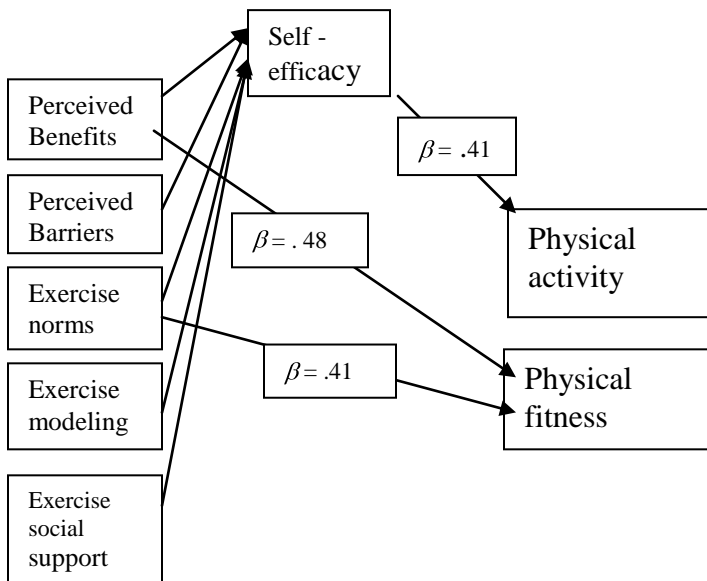 Self -
efficacy
Perceived
Benefits
β = .41
Perceived
Barriers
β = . 48
Physical
activity
Exercise
norms
β = .41
Physical
fitness
Exercise
modeling
Exercise
social
support